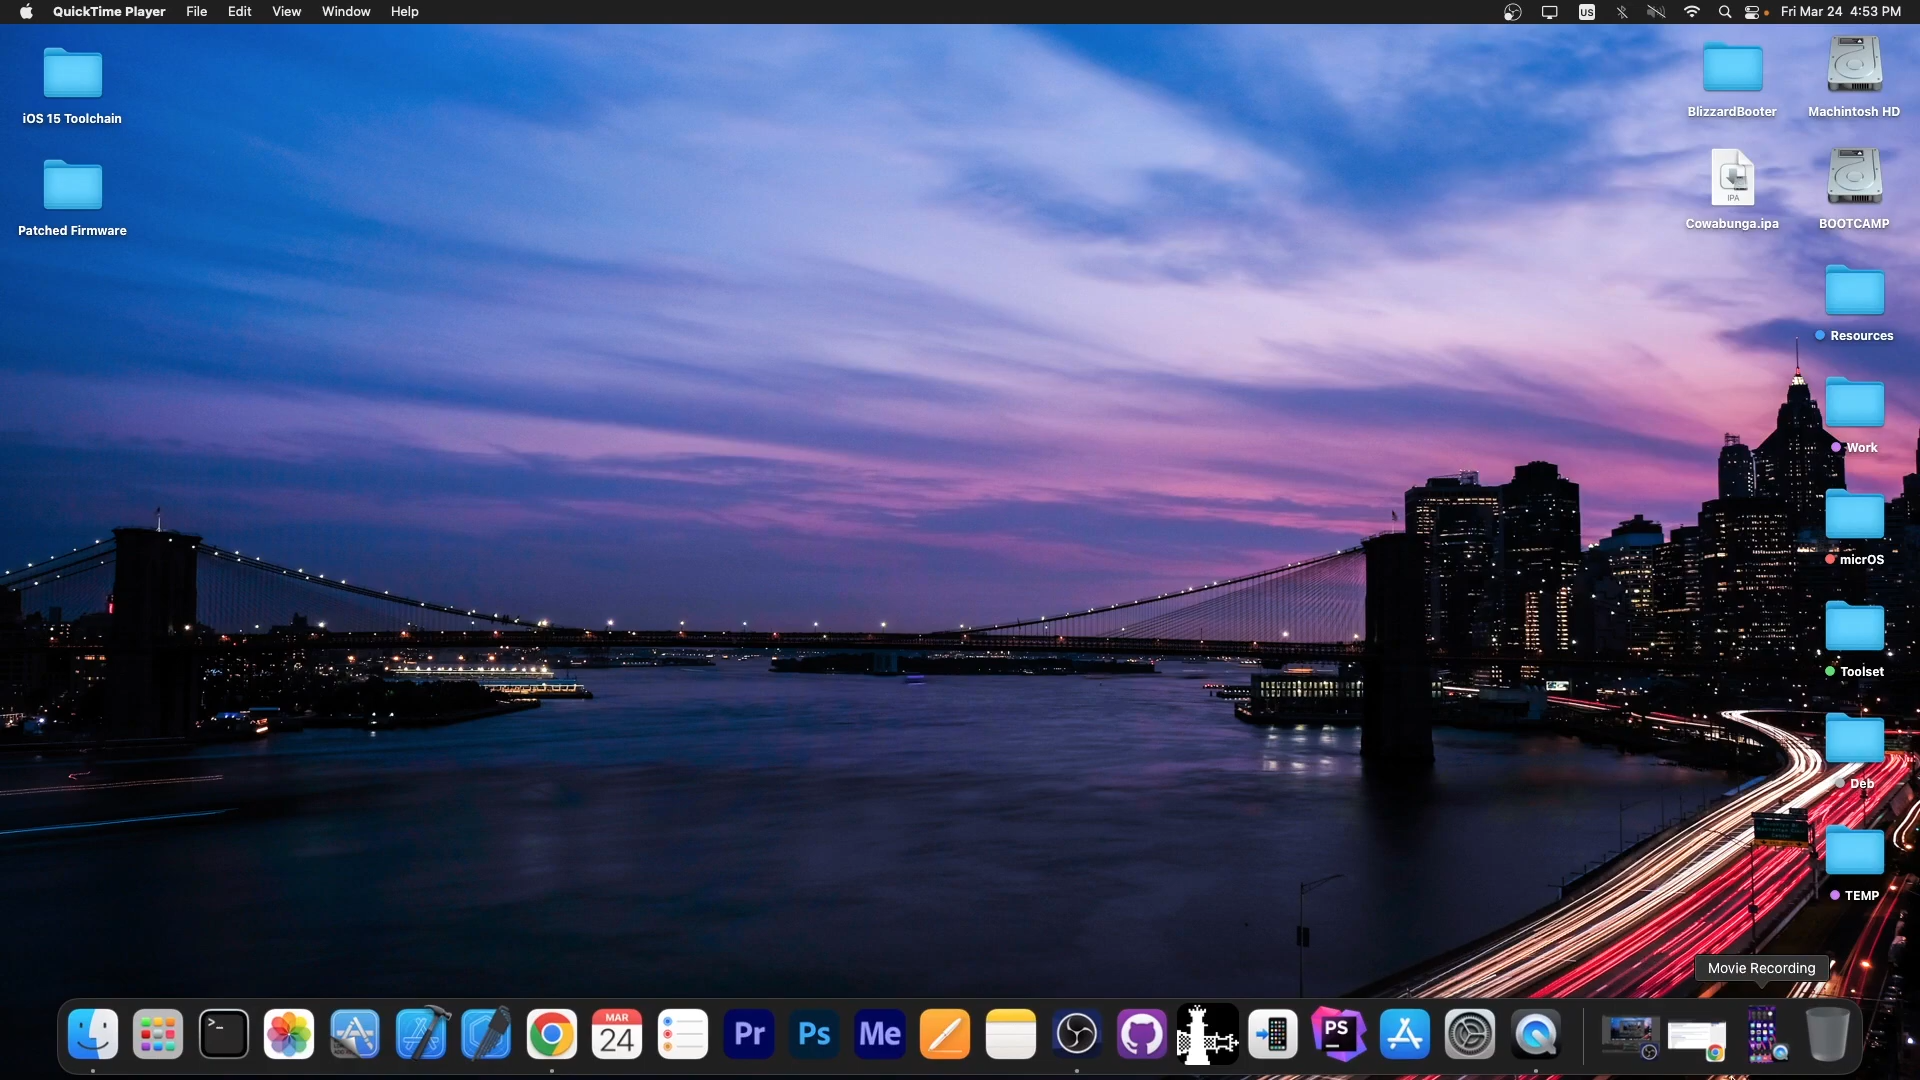 QuickTime Player File Edit View Window Help US Fri Mar 24 4:53 PM
iOS 15 Toolchain
BlizzardBooter
Machintosh HD
Patched Firmware
IPA
Cowabunga.ipa
BOOTCAMP
Resources
Work
micrOS
Toolset
Deb
TEMP
Movie Recording
>_
MAR
24
Pr
Ps
Me
PS